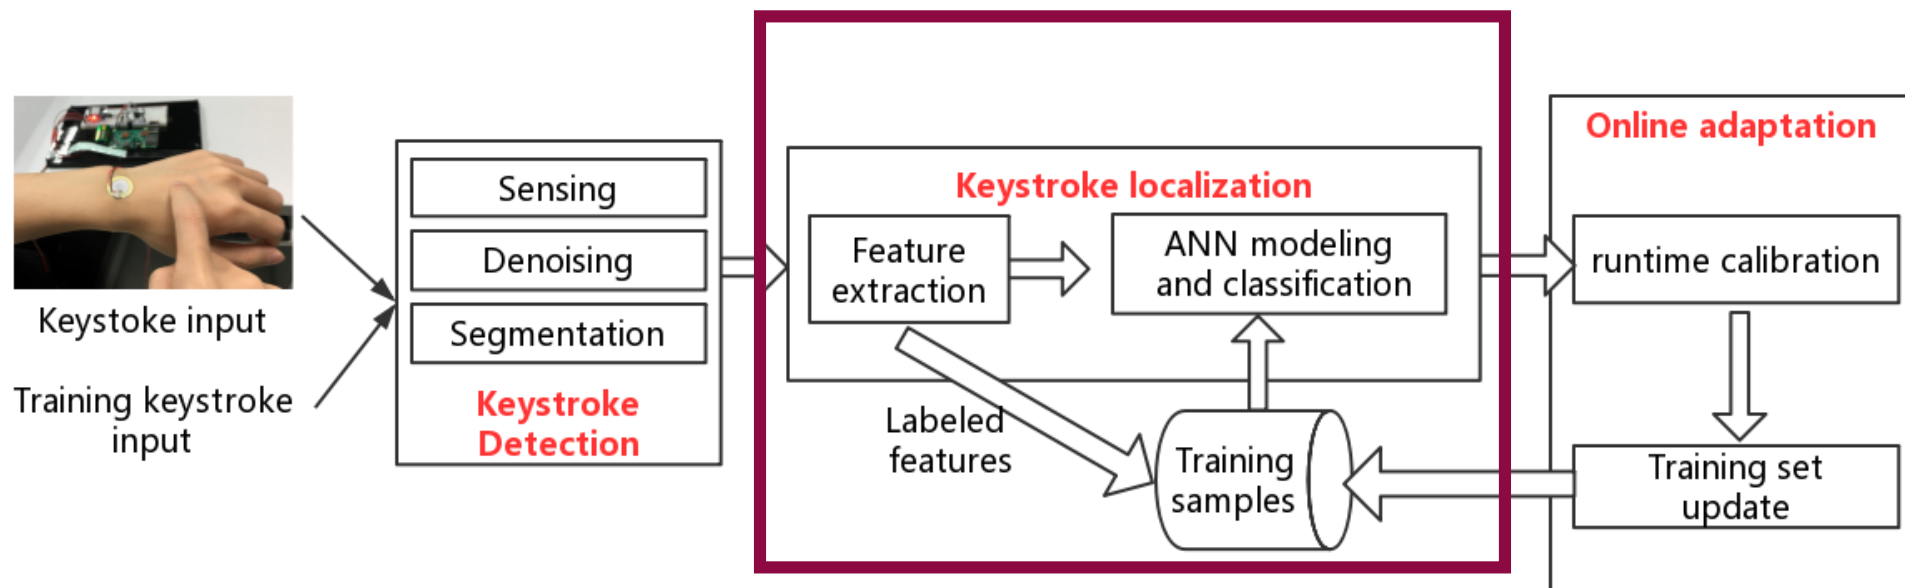 Keystoke input
Training keystroke
input
Sensing
Denoising
Segmentation
Keystroke
Detection
Keystroke localization
Feature
extraction
ANN modeling
and classification
Labeled
features
Training
samples
Online adaptation
runtime calibration
Training set
update